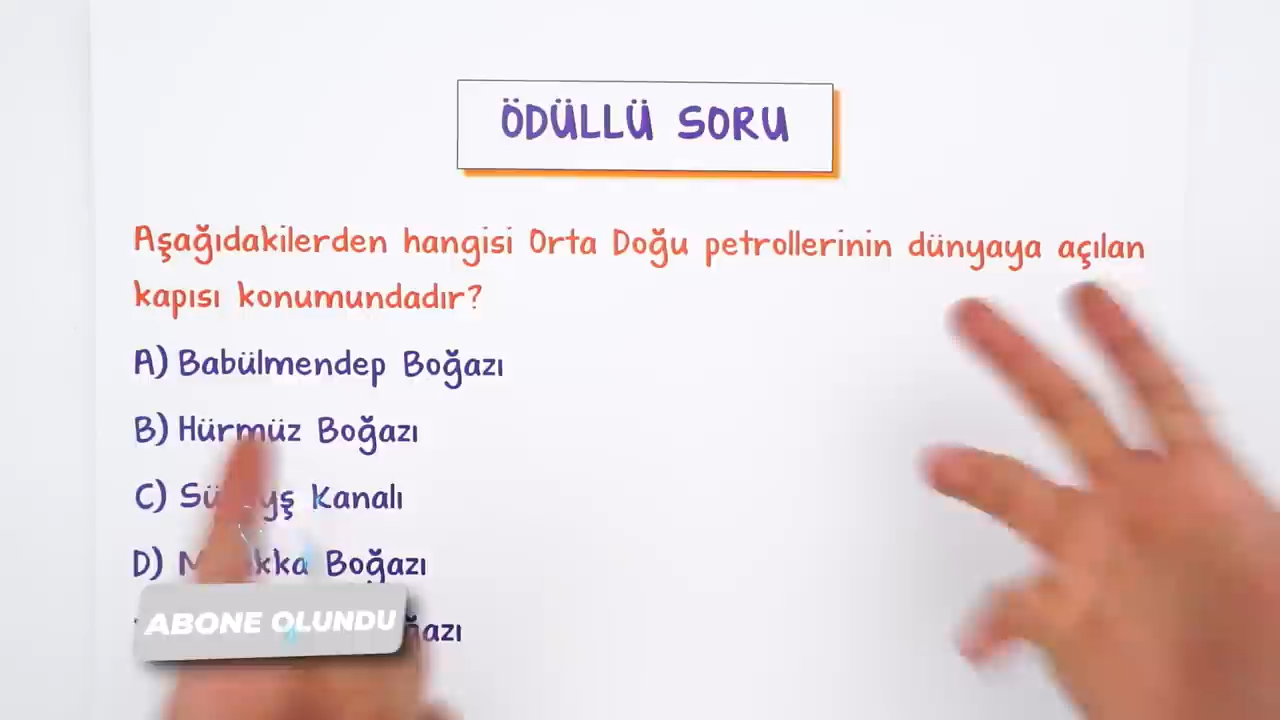 ÖDÜLLÜ SORU
Aşağıdakilerden hangisi Orta Doğu petrollerinin dünyaya açılan
kapısı konumundadır?
A) Babülmendep Boğazı
B) Hürmüz Boğazı
C) Kanalı
D) Boğazı
ABONE OLUNDU